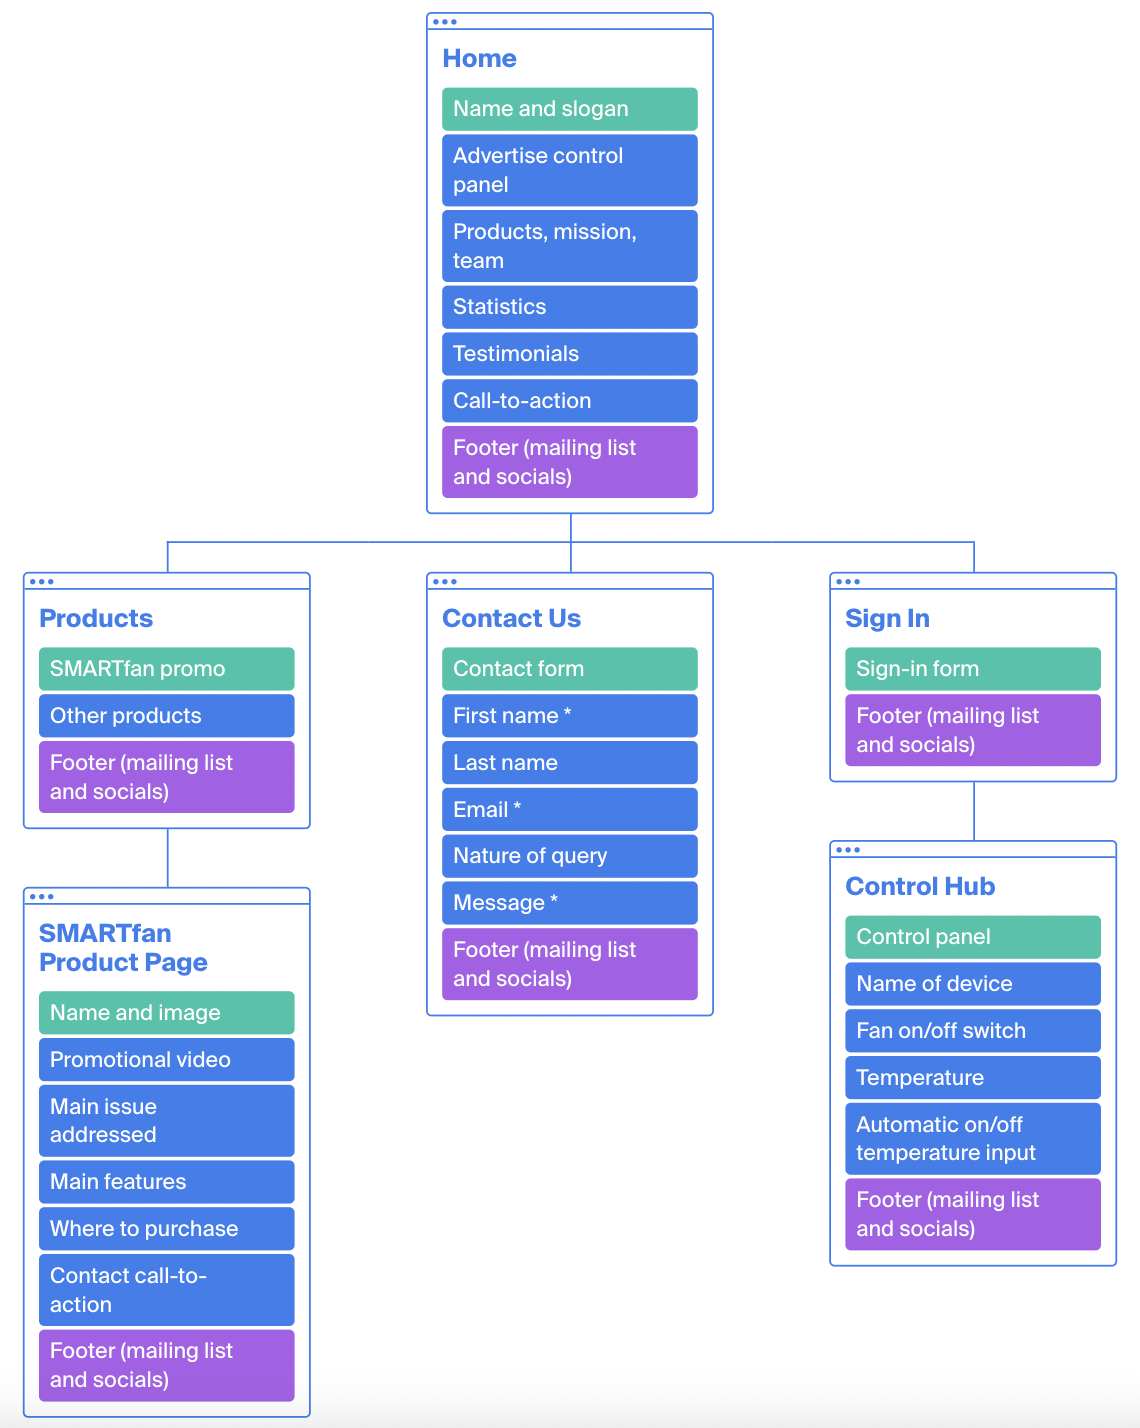 Home
Name and slogan
Advertise control
panel
Products, mission,
team
Statistics
Testimonials
Call-to-action
Footer (mailing list
and socials)
Products
SMARTfan promo
Other products
Footer (mailing list
and socials)
Contact Us
Contact form
First name *
Last name
Email *
Nature of query
Message *
Footer (mailing list
and socials)
Sign In
Sign-in form
Footer (mailing list
and socials)
SMARTfan
Product Page
Name and image
Promotional video
Main issue
addressed
Main features
Where to purchase
Contact call-to-
action
Footer (mailing list
and socials)
Control Hub
Control panel
Name of device
Fan on/off switch
Temperature
Automatic on/off
temperature input
Footer (mailing list
and socials)